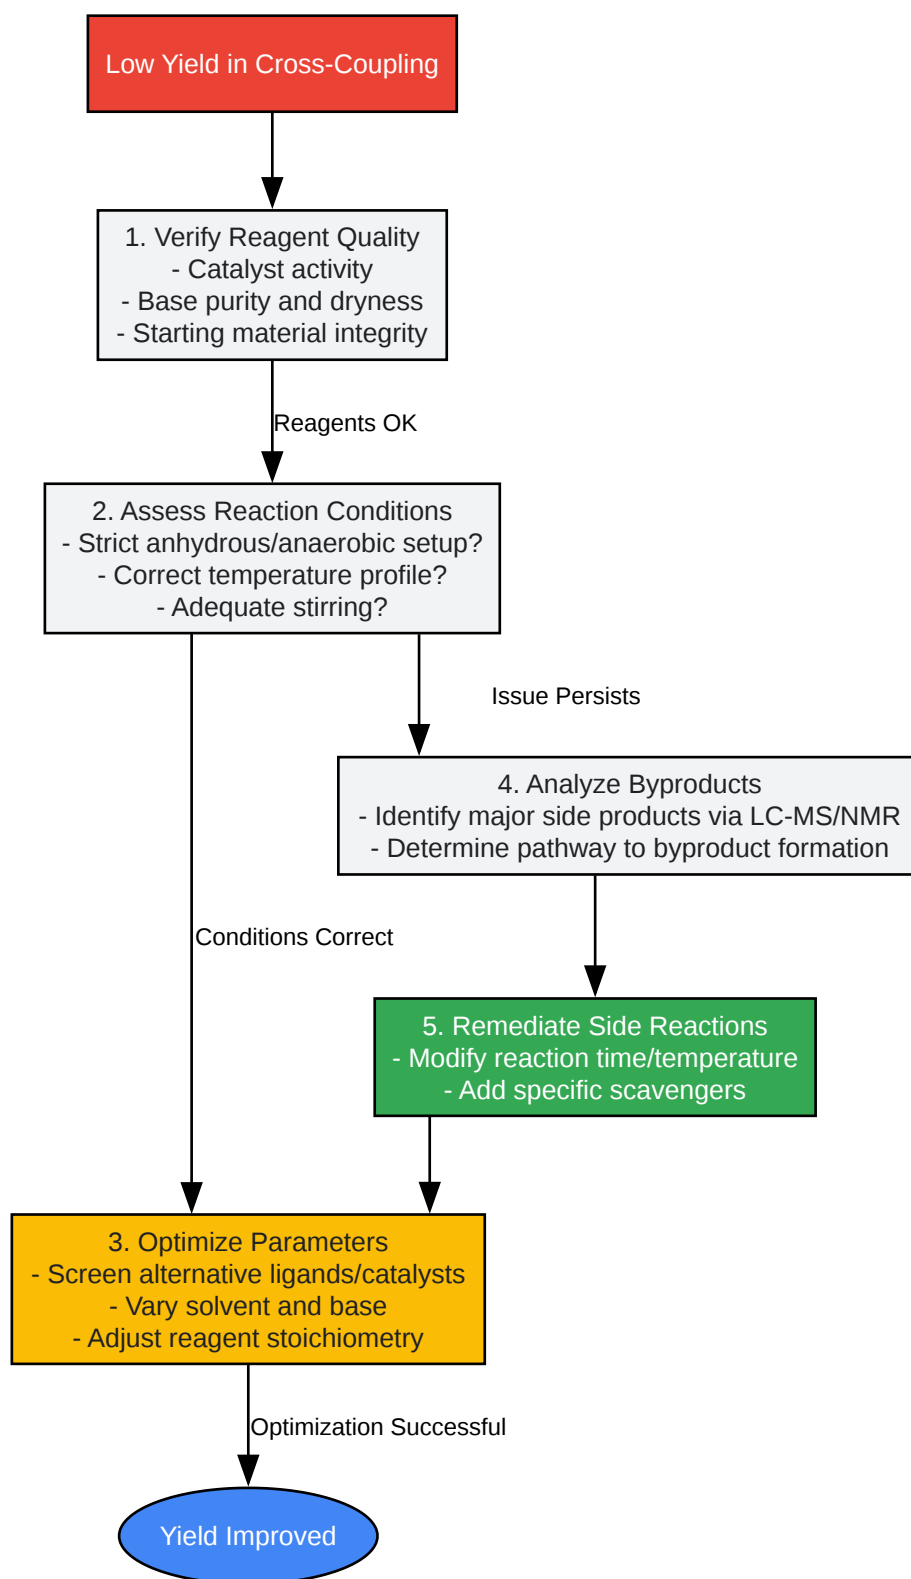 Low Yield in Cross-Coupling
1. Verify Reagent Quality
- Catalyst activity
- Base purity and dryness
- Starting material integrity
Reagents OK
2. Assess Reaction Conditions
- Strict anhydrous/anaerobic setup?
- Correct temperature profile?
- Adequate stirring?
Issue Persists
4. Analyze Byproducts
- Identify major side products via LC-MS/NMR
- Determine pathway to byproduct formation
Conditions Correct
5. Remediate Side Reactions
- Modify reaction time/temperature
- Add specific scavengers
3. Optimize Parameters
- Screen alternative ligands/catalysts
- Vary solvent and base
- Adjust reagent stoichiometry
Optimization Successful
Yield Improved